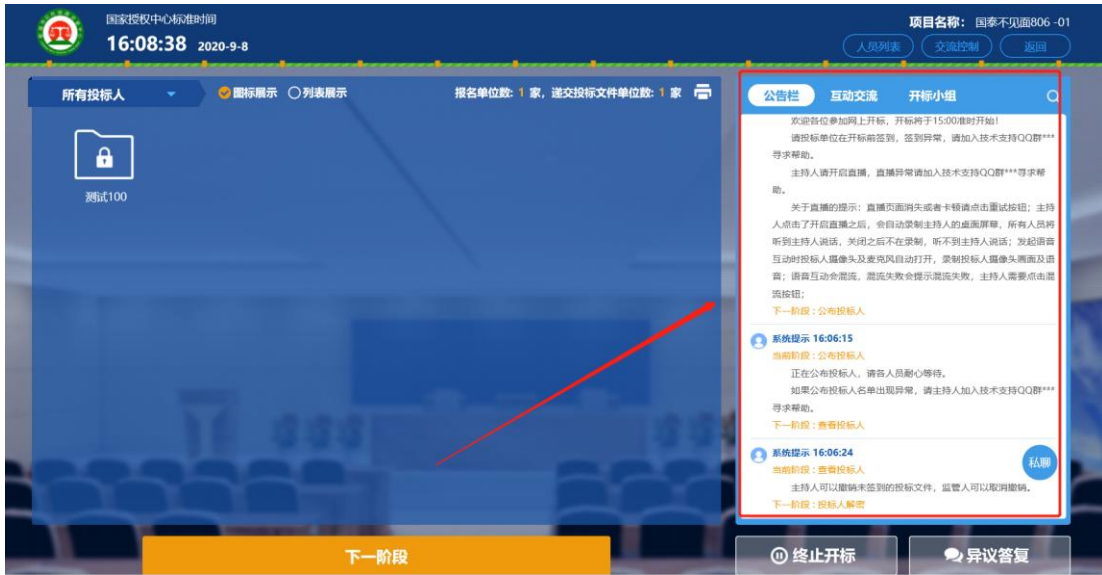 国家授权中心标准时间
16:08:38 2020-9-8
项目名称： 国泰不见面806 -01
人员列表 交流控制 返回
所有投标人 图标展示 列表展示 报名单位数: 1 家，递交投标文件单位数: 1 家
测试100
公告栏 互动交流 开标小组
欢迎各位参加网上开标，开标将于15:00准时开始！
请投标单位在开标前签到，签到异常，请加入技术支持QQ群***
寻求帮助。
主持人请开启直播，直播异常请加入技术支持QQ群***寻求帮
助。
关于直播的提示：直播页面消失或者卡顿请点击重试按钮；主持
人点击了开启直播之后，会自动录制主持人的桌面屏幕，所有人员将
听到主持人说话，关闭之后不在录制，听不到主持人说话；发起语音
互动时投标人摄像头及麦克风自动打开，录制投标人摄像头画面及语
音；语音互动会混流，混流失败会提示混流失败，主持人需要点击混
流按钮；
下一阶段 : 公布投标人
系统提示 16:06:15
当前阶段 : 公布投标人
正在公布投标人，请各人员耐心等待。
如果公布投标人名单出现异常，请主持人加入技术支持QQ群***
寻求帮助。
下一阶段 : 查看投标人
系统提示 16:06:24
当前阶段 : 查看投标人
主持人可以撤销未签到的投标文件，监管人可以取消撤销。
下一阶段 : 投标人解密
私聊
下一阶段
终止开标
异议答复